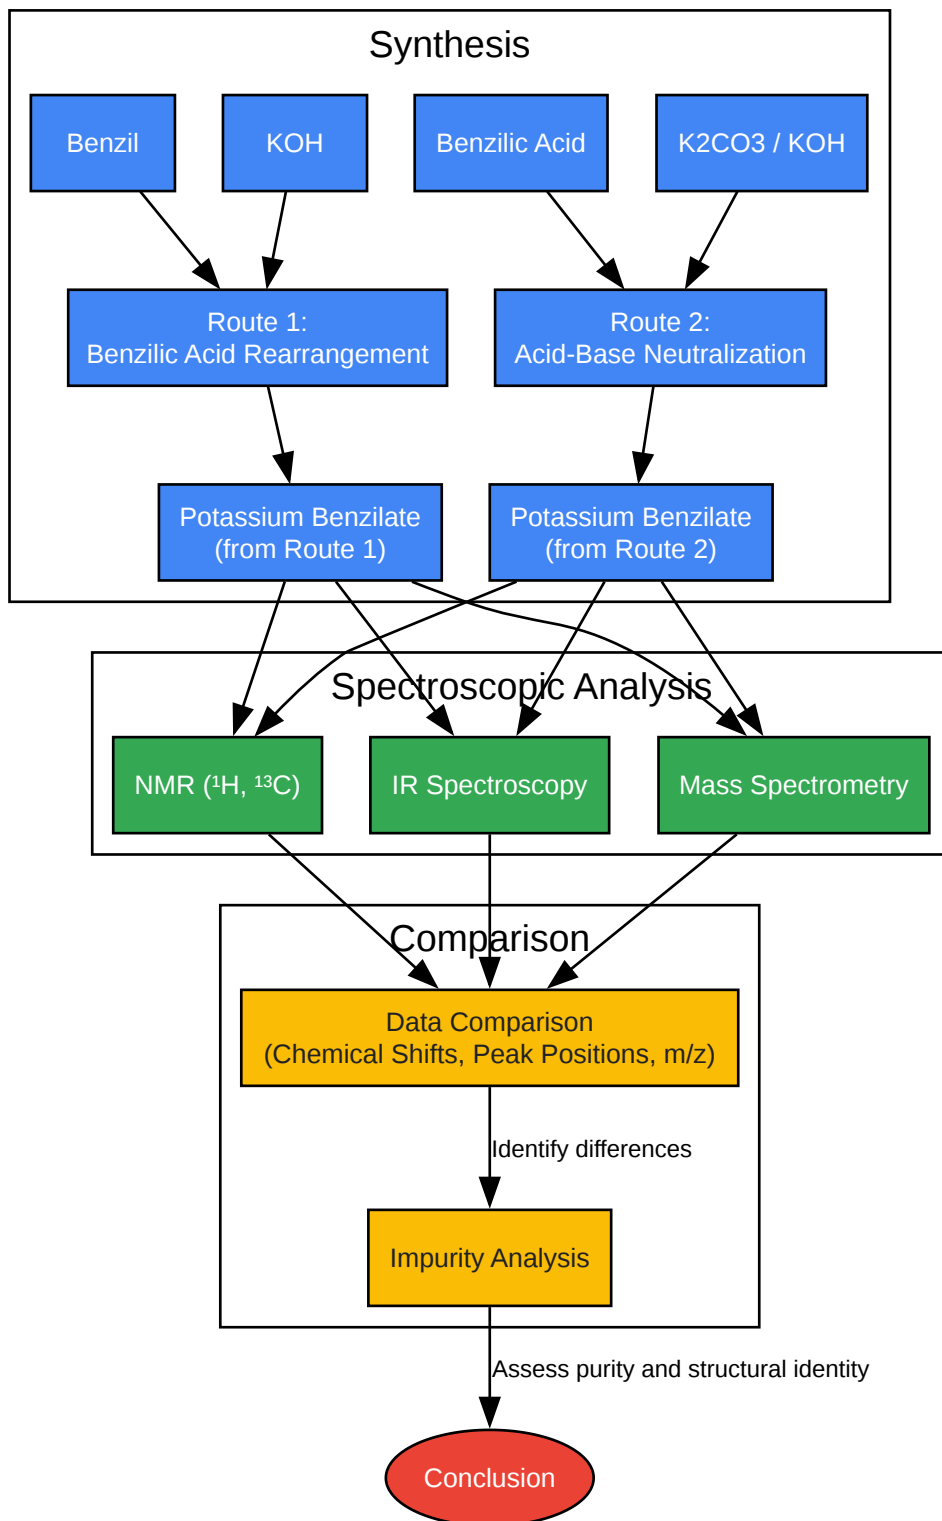 Synthesis
Benzil
KOH
Benzilic Acid
K2CO3 / KOH
Route 1:
Benzilic Acid Rearrangement
Route 2:
Acid-Base Neutralization
Potassium Benzilate
(from Route 1)
Potassium Benzilate
(from Route 2)
Spectroscopic Analysis
NMR (¹H, ¹³C)
IR Spectroscopy
Mass Spectrometry
Comparison
Data Comparison
(Chemical Shifts, Peak Positions, m/z)
Identify differences
Impurity Analysis
Assess purity and structural identity
Conclusion